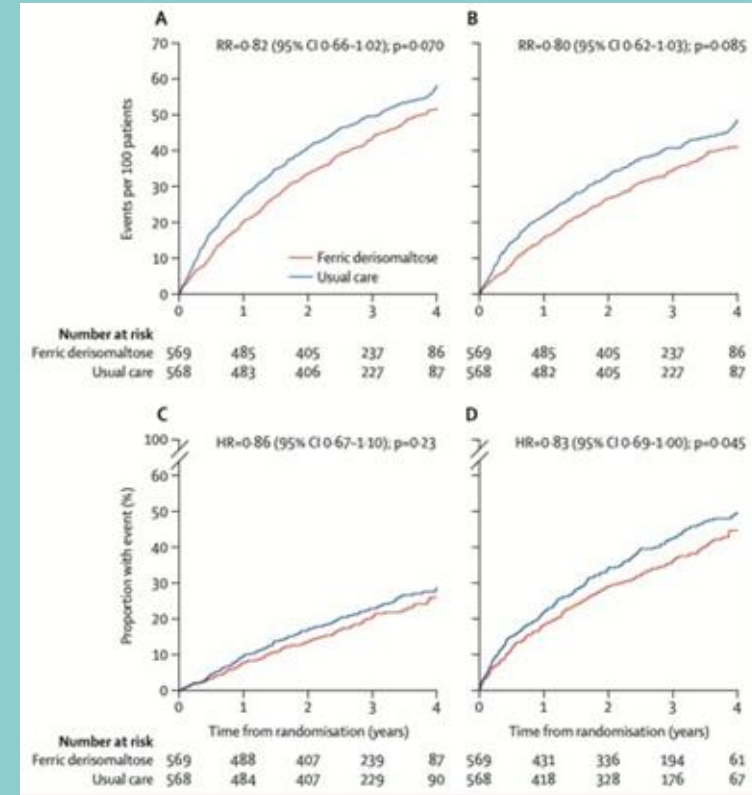 A
RR=0·82 (95% CI 0·66–1·02); p=0·070
70
60
50
40
30
20
10
0
Events per 100 patients
Ferric derisomaltose
Usual care
0 1 2 3 4
Number at risk
Ferric derisomaltose 569 485 405 237 86
Usual care 568 483 406 227 87
B
RR=0·80 (95% CI 0·62–1·03); p=0·085
0 1 2 3 4
569 485 405 237 86
568 482 405 227 87
C
HR=0·86 (95% CI 0·67–1·10); p=0·23
100
60
50
40
30
20
10
0
Proportion with event (%)
0 1 2 3 4
Time from randomisation (years)
Number at risk
Ferric derisomaltose 569 488 407 239 87
Usual care 568 484 407 229 90
D
HR=0·83 (95% CI 0·69–1·00); p=0·045
0 1 2 3 4
Time from randomisation (years)
569 431 336 194 61
568 418 328 176 67